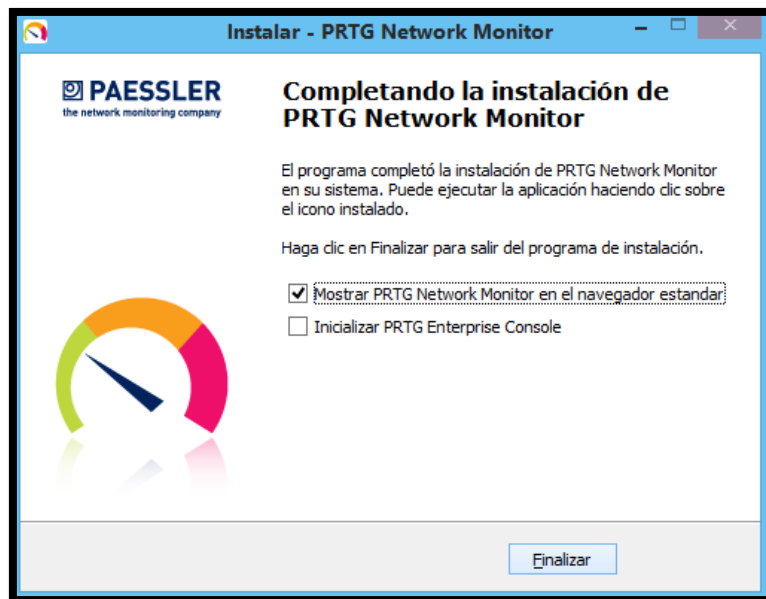 Instalar - PRTG Network Monitor
PAESSLER
the network monitoring company
Completando la instalación de
PRTG Network Monitor
El programa completó la instalación de PRTG Network Monitor
en su sistema. Puede ejecutar la aplicación haciendo clic sobre
el icono instalado.
Haga clic en Finalizar para salir del programa de instalación.
Mostrar PRTG Network Monitor en el navegador estandar
Inicializar PRTG Enterprise Console
Finalizar